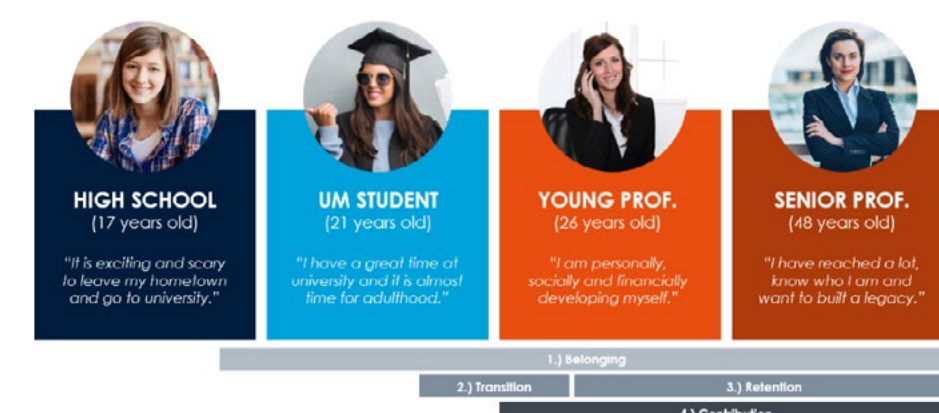 HIGH SCHOOL
(17 years old)
"It is exciting and scary
to leave my hometown
and go to university."
UM STUDENT
(21 years old)
"I have a great time at
university and it is almost
time for adulthood."
YOUNG PROF.
(26 years old)
"I am personally,
socially and financially
developing myself."
SENIOR PROF.
(48 years old)
"I have reached a lot,
know who I am and
want to built a legacy."
1.) Belonging
2.) Transition
3.) Retention
4.) Contribution